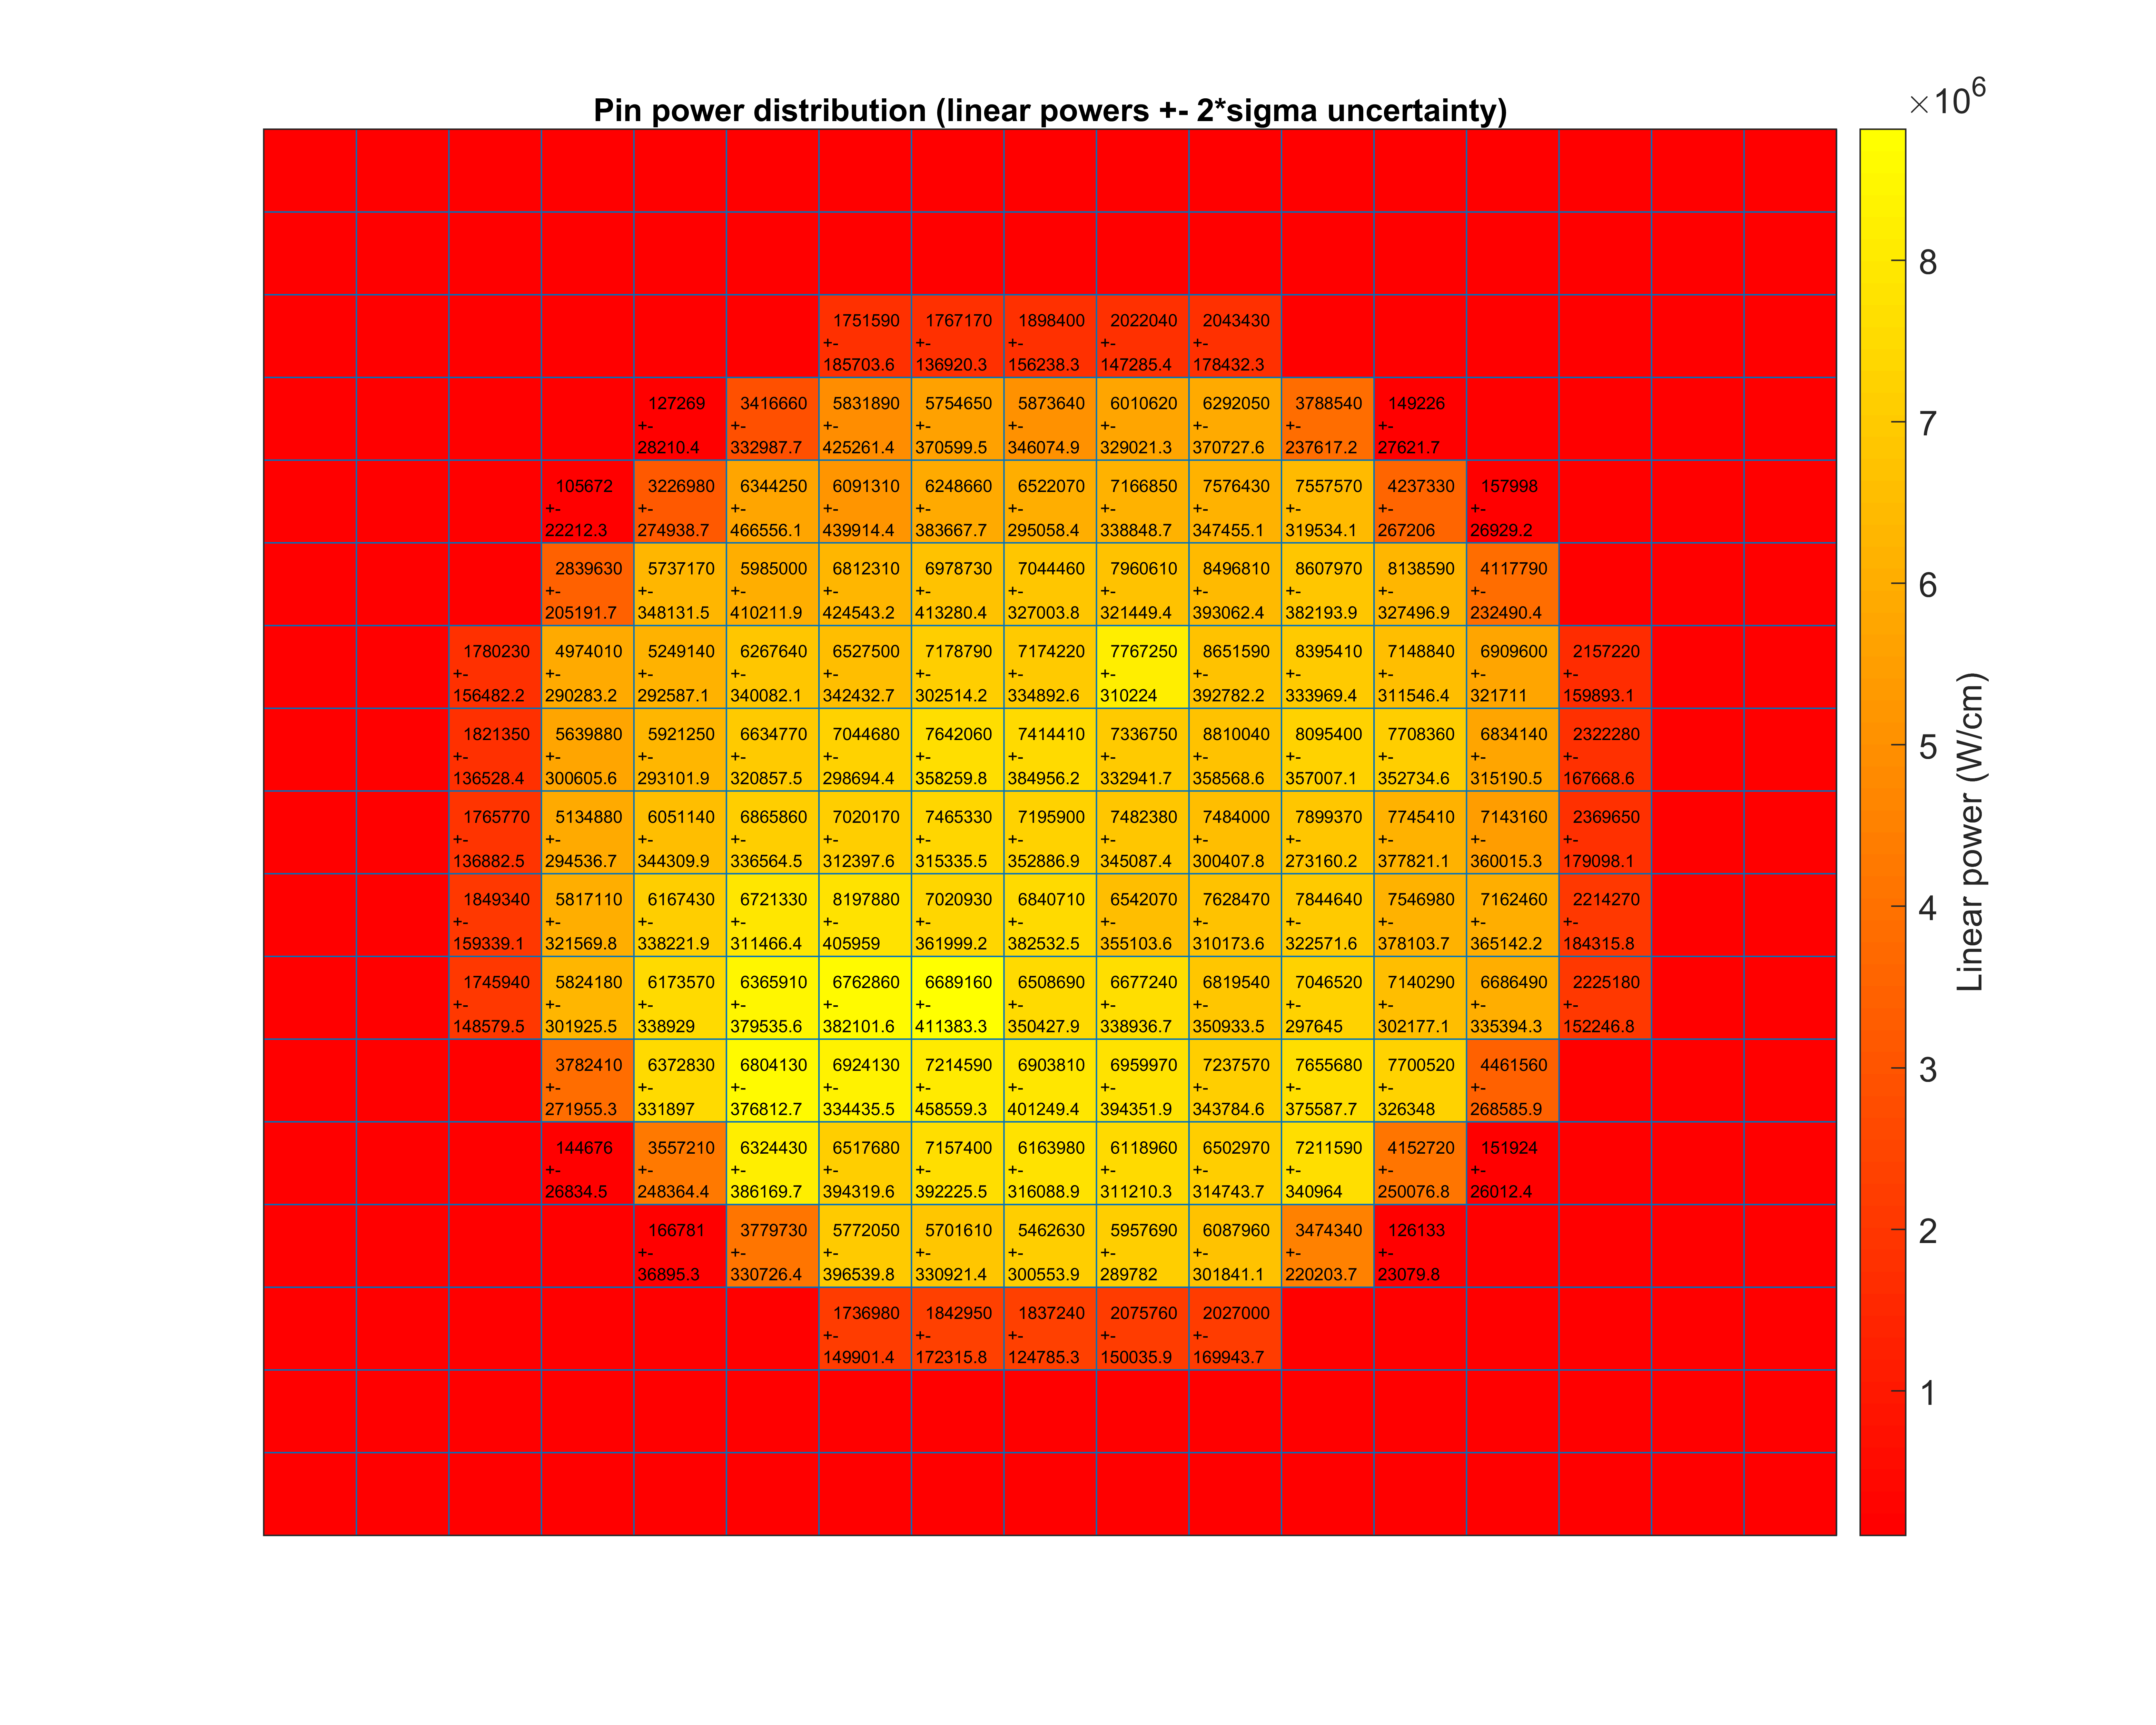 ×10⁶
Pin power distribution (linear powers +- 2*sigma uncertainty)
1751590 1767170 1898400 2022040 2043430
+- +- +- +- +-
185703.6 136920.3 156238.3 147285.4 178432.3
127269 3416660 5831890 5754650 5873640 6010620 6292050 3788540 149226
+- +- +- +- +- +- +- +- +-
28210.4 332987.7 425261.4 370599.5 346074.9 329021.3 370727.6 237617.2 27621.7
105672 3226980 6344250 6091310 6248660 6522070 7166850 7576430 7557570 4237330 157998
+- +- +- +- +- +- +- +- +- +- +-
22212.3 274938.7 466556.1 439914.4 383667.7 295058.4 338848.7 347455.1 319534.1 267206 26929.2
2839630 5737170 5985000 6812310 6978730 7044460 7960610 8496810 8607970 8138590 4117790
+- +- +- +- +- +- +- +- +- +- +-
205191.7 348131.5 410211.9 424543.2 413280.4 327003.8 321449.4 393062.4 382193.9 327496.9 232490.4
1780230 4974010 5249140 6267640 6527500 7178790 7174220 7767250 8651590 8395410 7148840 6909600 2157220
+- +- +- +- +- +- +- +- +- +- +- +- +-
156482.2 290283.2 292587.1 340082.1 342432.7 302514.2 334892.6 310224 392782.2 333969.4 311546.4 321711 159893.1
1821350 5639880 5921250 6634770 7044680 7642060 7414410 7336750 8810040 8095400 7708360 6834140 2322280
+- +- +- +- +- +- +- +- +- +- +- +- +-
136528.4 300605.6 293101.9 320857.5 298694.4 358259.8 384956.2 332941.7 358568.6 357007.1 352734.6 315190.5 167668.6
1765770 5134880 6051140 6865860 7020170 7465330 7195900 7482380 7484000 7899370 7745410 7143160 2369650
+- +- +- +- +- +- +- +- +- +- +- +- +-
136882.5 294536.7 344309.9 336564.5 312397.6 315335.5 352886.9 345087.4 300407.8 273160.2 377821.1 360015.3 179098.1
1849340 5817110 6167430 6721330 8197880 7020930 6840710 6542070 7628470 7844640 7546980 7162460 2214270
+- +- +- +- +- +- +- +- +- +- +- +- +-
159339.1 321569.8 338221.9 311466.4 405959 361999.2 382532.5 355103.6 310173.6 322571.6 378103.7 365142.2 184315.8
1745940 5824180 6173570 6365910 6762860 6689160 6508690 6677240 6819540 7046520 7140290 6686490 2225180
+- +- +- +- +- +- +- +- +- +- +- +- +-
148579.5 301925.5 338929 379535.6 382101.6 411383.3 350427.9 338936.7 350933.5 297645 302177.1 335394.3 152246.8
3782410 6372830 6804130 6924130 7214590 6903810 6959970 7237570 7655680 7700520 4461560
+- +- +- +- +- +- +- +- +- +- +-
271955.3 331897 376812.7 334435.5 458559.3 401249.4 394351.9 343784.6 375587.7 326348 268585.9
144676 3557210 6324430 6517680 7157400 6163980 6118960 6502970 7211590 4152720 151924
+- +- +- +- +- +- +- +- +- +- +-
26834.5 248364.4 386169.7 394319.6 392225.5 316088.9 311210.3 314743.7 340964 250076.8 26012.4
166781 3779730 5772050 5701610 5462630 5957690 6087960 3474340 126133
+- +- +- +- +- +- +- +- +-
36895.3 330726.4 396539.8 330921.4 300553.9 289782 301841.1 220203.7 23079.8
1736980 1842950 1837240 2075760 2027000
+- +- +- +- +-
149901.4 172315.8 124785.3 150035.9 169943.7
8
7
6
5
4
3
2
1
Linear power (W/cm)